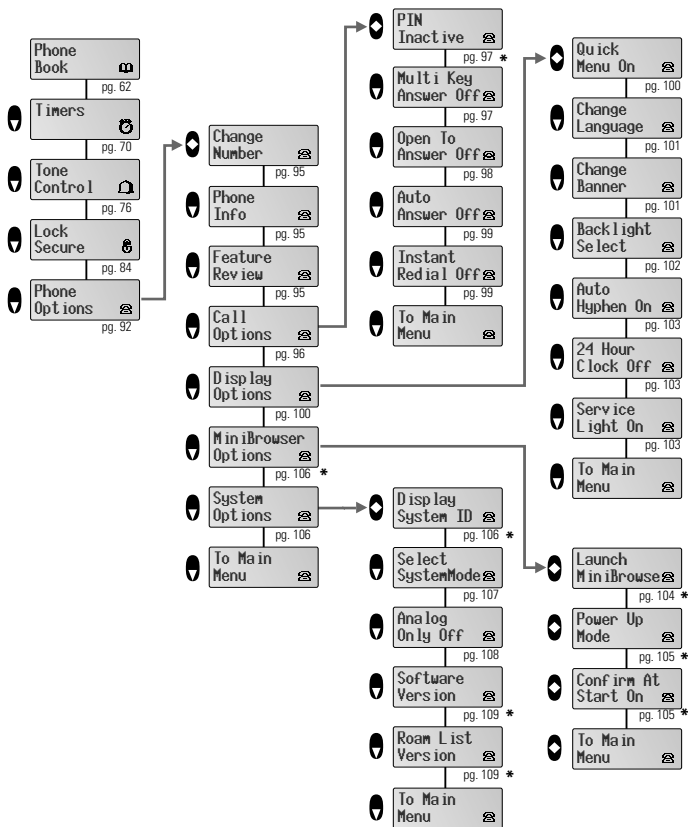 Phone
Book
pg. 62
Timers
pg. 70
Tone
Control
pg. 76
Lock
Secure
pg. 84
Phone
Options
pg. 92
Change
Number
pg. 95
Phone
Info
pg. 95
Feature
Review
pg. 95
Call
Options
pg. 96
Display
Options
pg. 100
MiniBrowser
Options
pg. 106 *
System
Options
pg. 106
To Main
Menu
PIN
Inactive
pg. 97 *
Multi Key
Answer Off
pg. 97
Open To
Answer Off
pg. 98
Auto
Answer Off
pg. 99
Instant
Redial Off
pg. 99
To Main
Menu
Quick
Menu On
pg. 100
Change
Language
pg. 101
Change
Banner
pg. 101
Backlight
Select
pg. 102
Auto
Hyphen On
pg. 103
24 Hour
Clock Off
pg. 103
Service
Light On
pg. 103
To Main
Menu
Display
System ID
pg. 106 *
Select
SystemMode
pg. 107
Analog
Only Off
pg. 108
Software
Version
pg. 109 *
Roam List
Version
pg. 109 *
To Main
Menu
Launch
MiniBrowse
pg. 104 *
Power Up
Mode
pg. 105 *
Confirm At
Start On
pg. 105 *
To Main
Menu